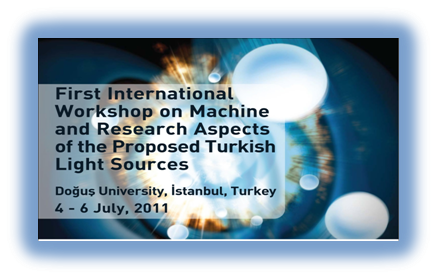 First International
Workshop on Machine
and Research Aspects
of the Proposed Turkish
Light Sources
Doğuş University, İstanbul, Turkey
4 - 6 July, 2011